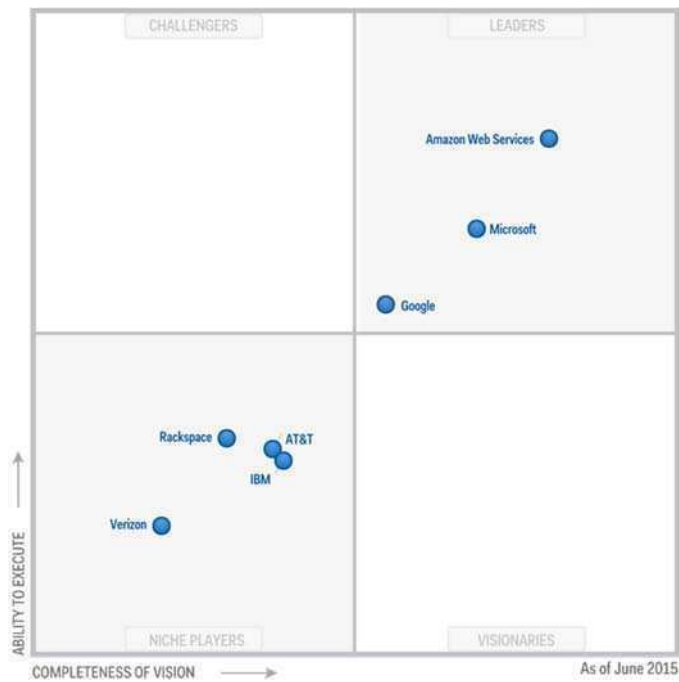 CHALLENGERS
LEADERS
Amazon Web Services
Microsoft
Google
Rackspace
AT&T
IBM
Verizon
ABILITY TO EXECUTE
NICHE PLAYERS
VISIONARIES
COMPLETENESS OF VISION
As of June 2015